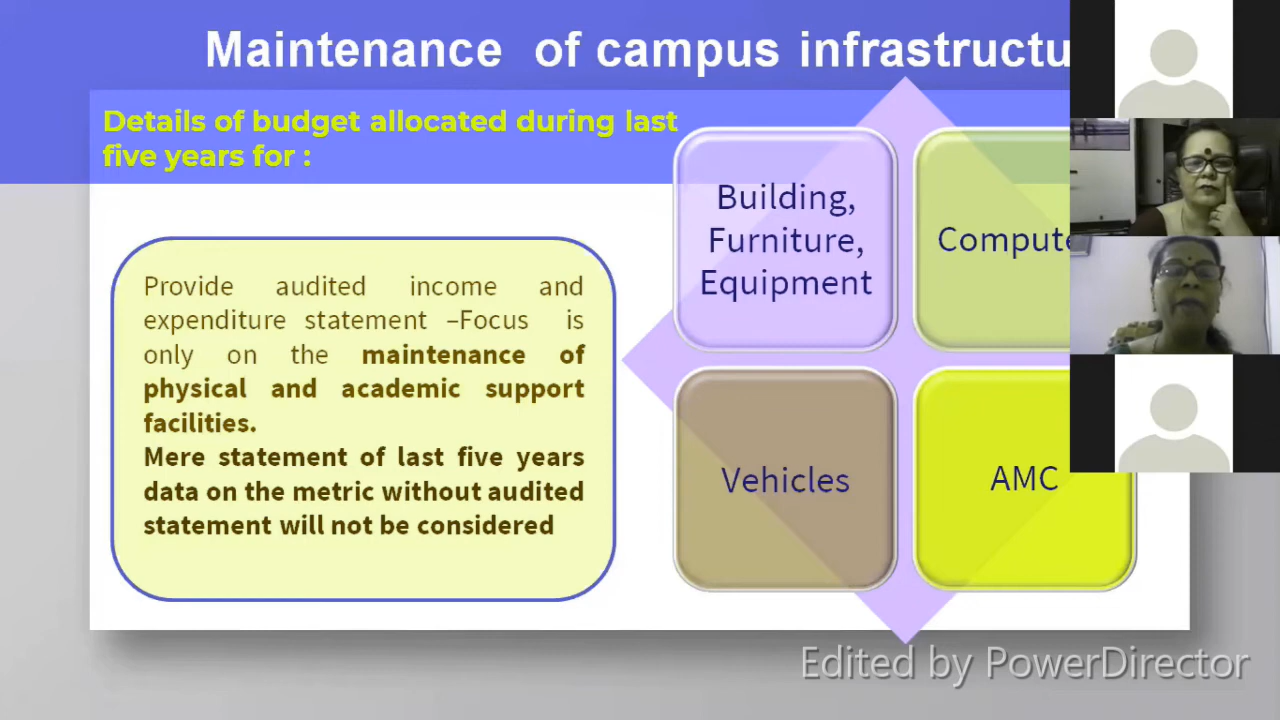 Maintenance of campus
Details of budget allocated during last
five years for :
Provide audited income and
expenditure statement –Focus is
only on the maintenance of
physical and academic support
facilities.
Mere statement of last five years
data on the metric without audited
statement will not be considered
Building,
Furniture,
Equipment
Vehicles
AMC
Edited by PowerDirector